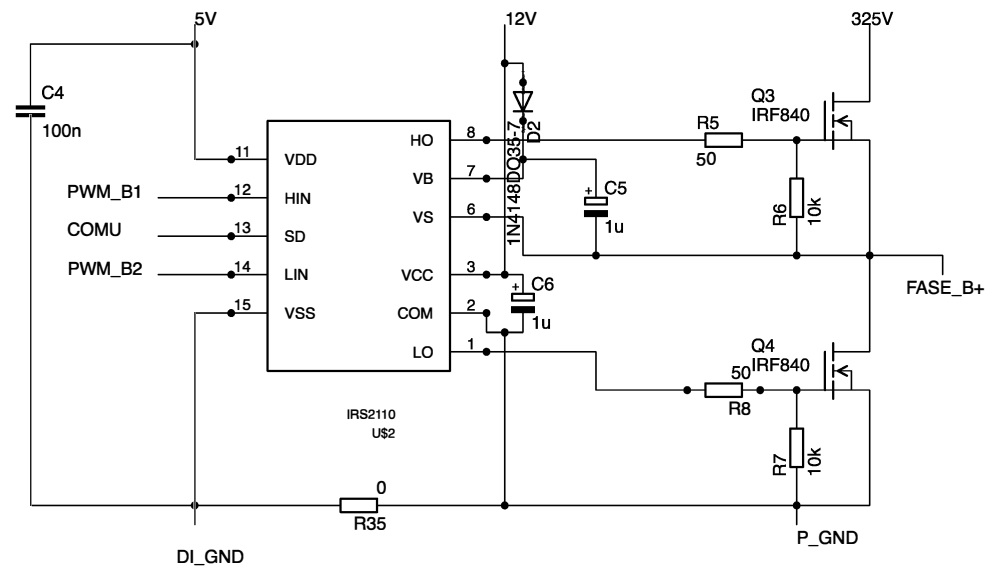 5V
12V
325V
C4
100n
1N4148DO35-7
D2
Q3
IRF840
R5
50
HO
8
11
VDD
VB
7
C5
+
1u
R6
10k
PWM_B1
12
HIN
VS
6
COMU
13
SD
PWM_B2
14
LIN
VCC
3
+
C6
1u
FASE_B+
15
VSS
COM
2
LO
1
Q4
IRF840
50
R8
R7
10k
IRS2110
U$2
0
R35
DI_GND
P_GND